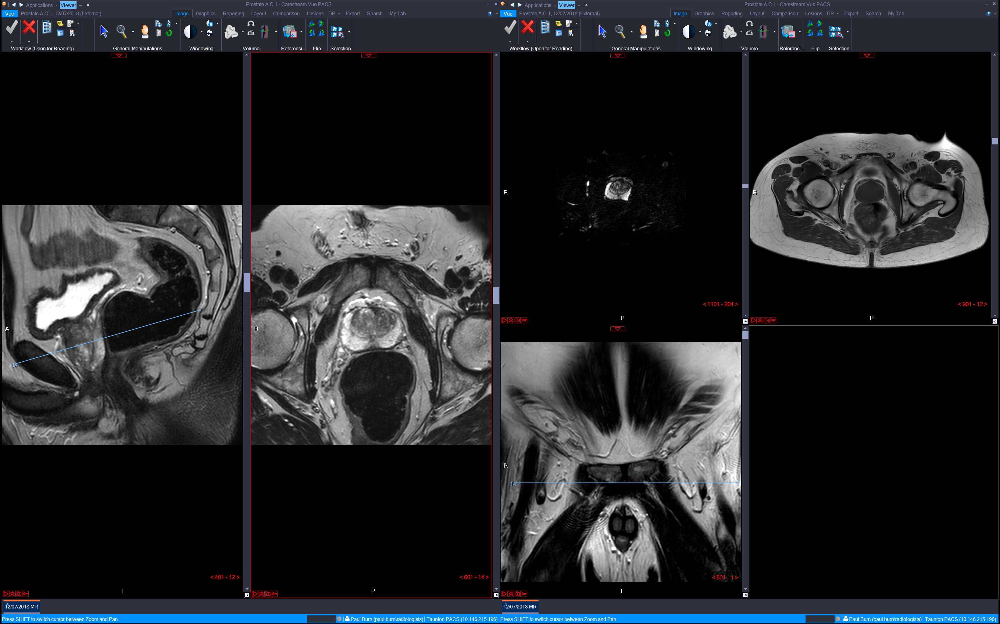 Applications Viewer
Prostate A C 1 - Carestream Vue PACS
Vue Prostate A C 1, 12/07/2018 (External)
Image Graphics Reporting Layout Comparison Lesions DP Export Search My Tab
Workflow (Open for Reading) General Manipulations Windowing Volume Referenci... Flip Selection
A
14
< 401 - 12 >
I
R
< 601 - 14 >
P
12/07/2018 MR
Press SHIFT to switch cursor between Zoom and Pan
Paul Burn (paul.burn\radiologists) Taunton PACS (10.146.215.196)
Applications Viewer
Prostate A C 1 - Carestream Vue PACS
Vue Prostate A C 1, 12/07/2018 (External)
Image Graphics Reporting Layout Comparison Lesions DP Export Search My Tab
Workflow (Open for Reading) General Manipulations Windowing Volume Referenci... Flip Selection
R
< 1101 - 204 >
P
R
< 901 - 12 >
P
R
14
< 501 - 1 >
I
12/07/2018 MR
Press SHIFT to switch cursor between Zoom and Pan
Paul Burn (paul.burn\radiologists) Taunton PACS (10.146.215.196)